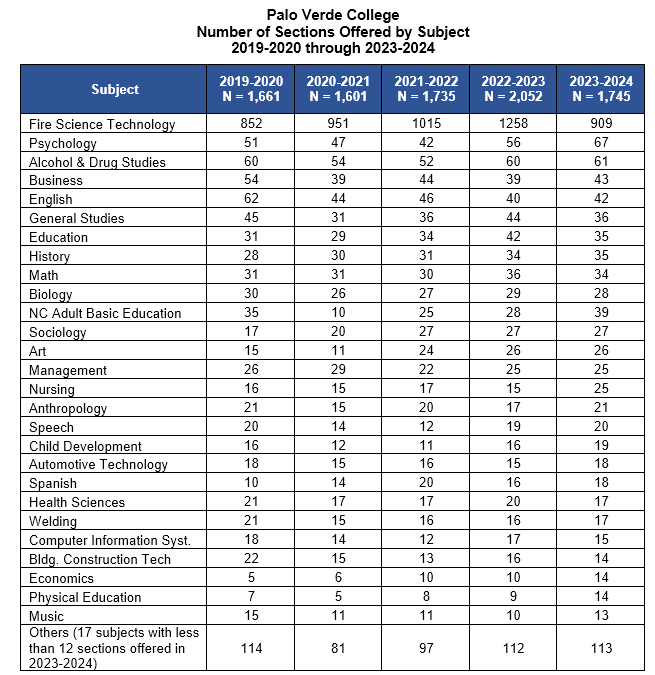 Palo Verde College
Number of Sections Offered by Subject
2019-2020 through 2023-2024
Subject 2019-2020 N = 1,661 2020-2021 N = 1,601 2021-2022 N = 1,735 2022-2023 N = 2,052 2023-2024 N = 1,745
Fire Science Technology 852 951 1015 1258 909
Psychology 51 47 42 56 67
Alcohol & Drug Studies 60 54 52 60 61
Business 54 39 44 39 43
English 62 44 46 40 42
General Studies 45 31 36 44 36
Education 31 29 34 42 35
History 28 30 31 34 35
Math 31 31 30 36 34
Biology 30 26 27 29 28
NC Adult Basic Education 35 10 25 28 39
Sociology 17 20 27 27 27
Art 15 11 24 26 26
Management 26 29 22 25 25
Nursing 16 15 17 15 25
Anthropology 21 15 20 17 21
Speech 20 14 12 19 20
Child Development 16 12 11 16 19
Automotive Technology 18 15 16 15 18
Spanish 10 14 20 16 18
Health Sciences 21 17 17 20 17
Welding 21 15 16 16 17
Computer Information Syst. 18 14 12 17 15
Bldg. Construction Tech 22 15 13 16 14
Economics 5 6 10 10 14
Physical Education 7 5 8 9 14
Music 15 11 11 10 13
Others (17 subjects with less
than 12 sections offered in 114 81 97 112 113
2023-2024)